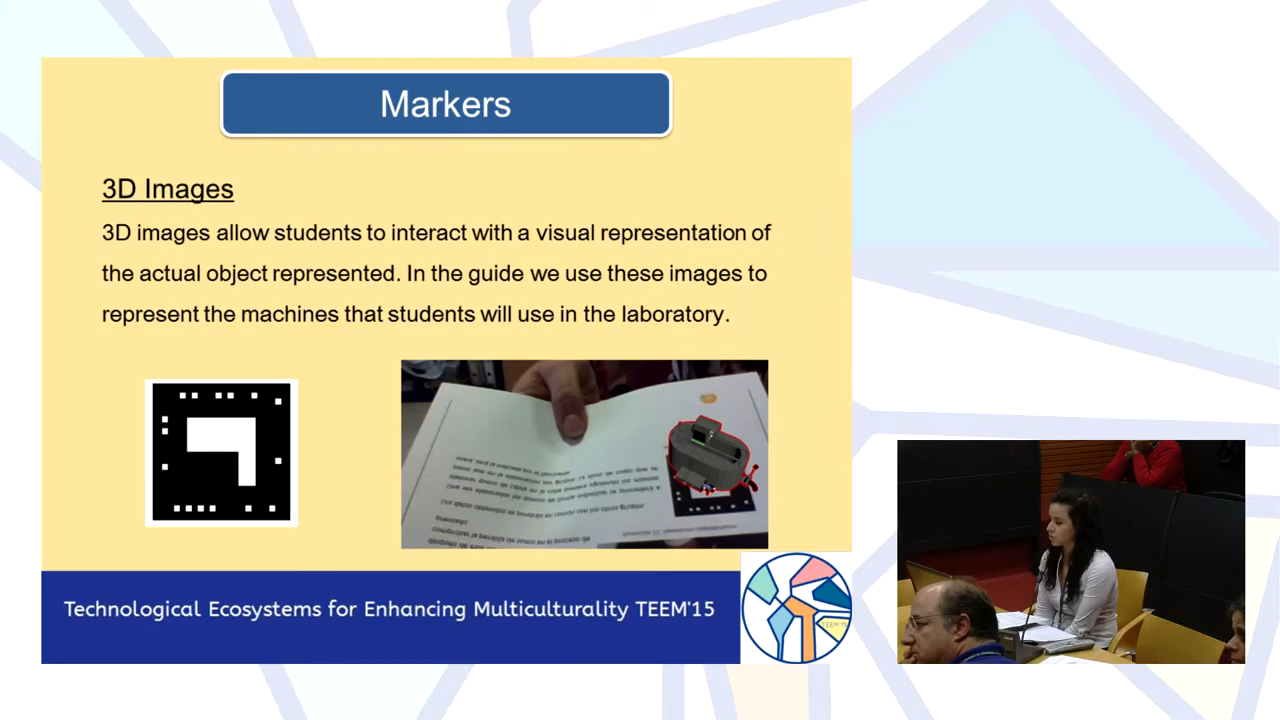 Markers
3D Images
3D images allow students to interact with a visual representation of
the actual object represented. In the guide we use these images to
represent the machines that students will use in the laboratory.
Technological Ecosystems for Enhancing Multiculturality TEEM'15
TEEM'15